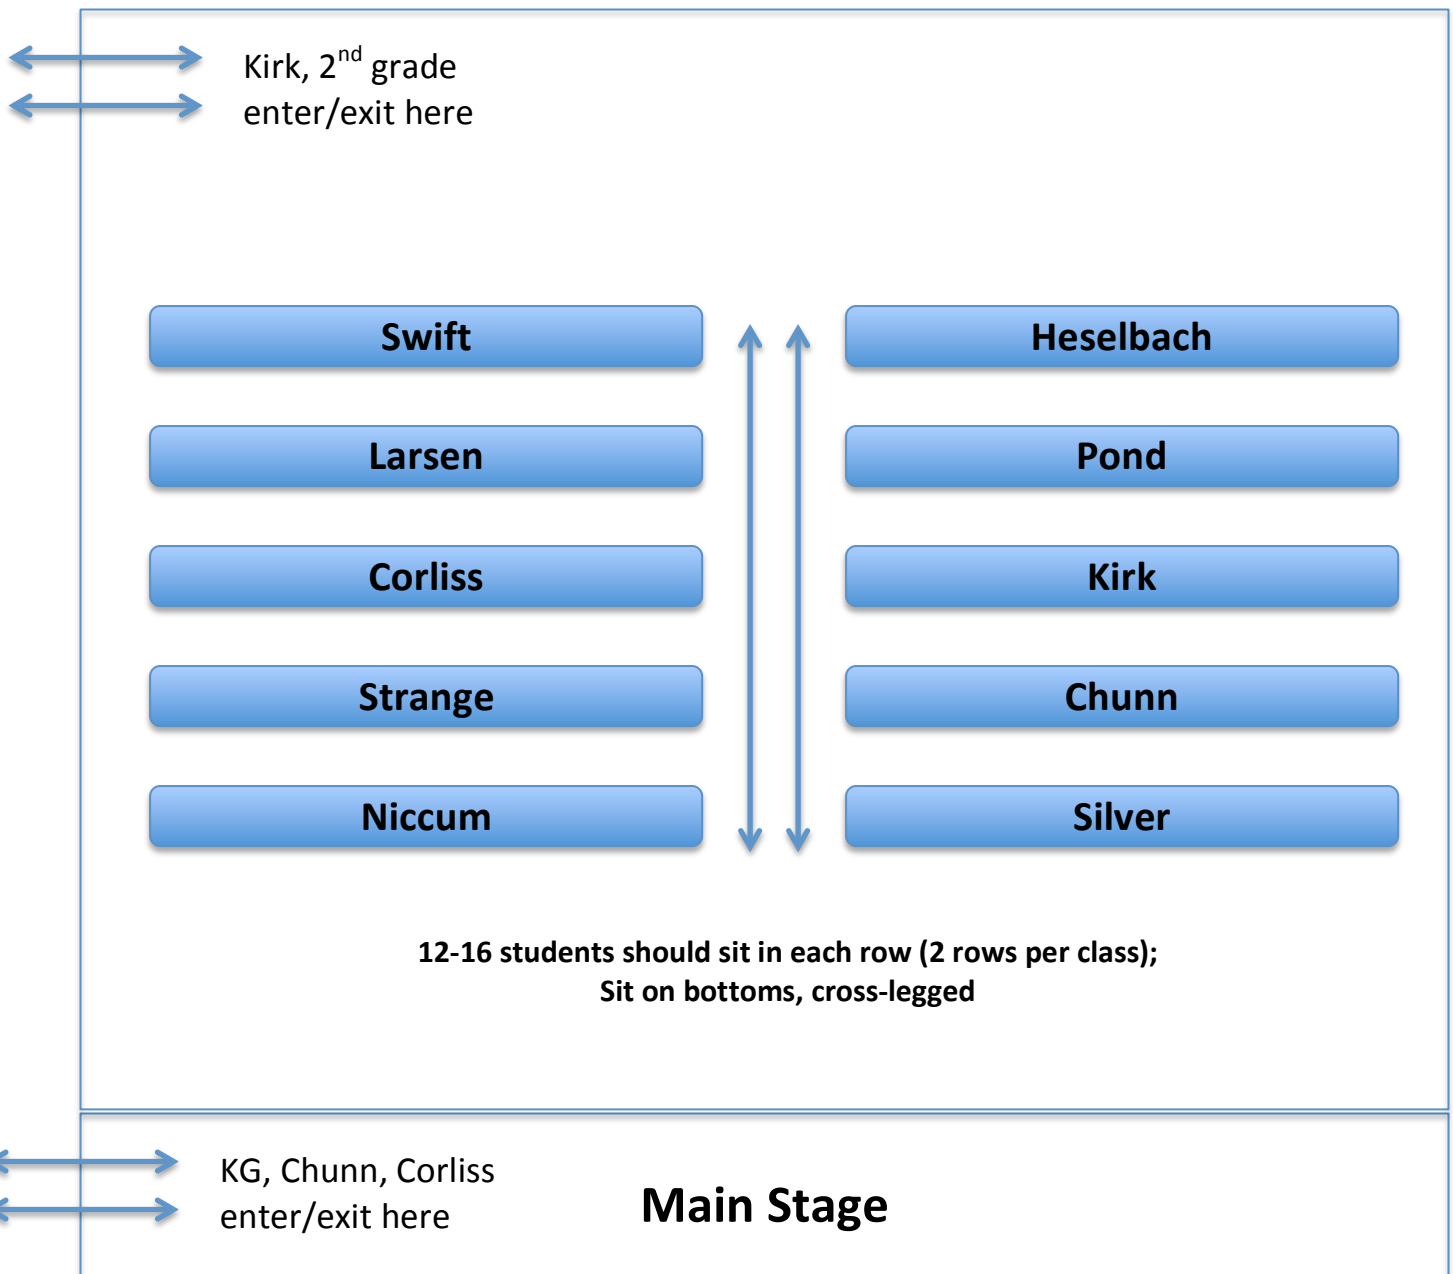 Kirk, 2nd grade
enter/exit here
Swift
Heselbach
Larsen
Pond
Corliss
Kirk
Strange
Chunn
Niccum
Silver
12-16 students should sit in each row (2 rows per class);
Sit on bottoms, cross-legged
KG, Chunn, Corliss
enter/exit here
Main Stage